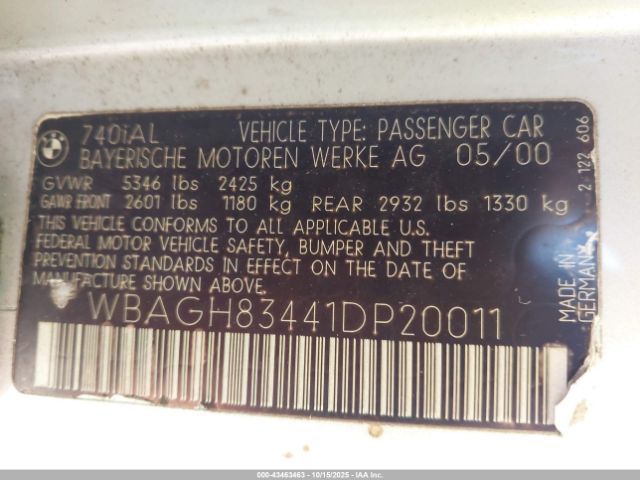 BMW
740iAL VEHICLE TYPE: PASSENGER CAR
BAYERISCHE MOTOREN WERKE AG 05/00
GVWR 5346 lbs 2425 kg
GAWR FRONT 2601 lbs 1180 kg REAR 2932 lbs 1330 kg
THIS VEHICLE CONFORMS TO ALL APPLICABLE U.S.
FEDERAL MOTOR VEHICLE SAFETY, BUMPER AND THEFT
PREVENTION STANDARDS IN EFFECT ON THE DATE OF
MANUFACTURE SHOWN ABOVE.
WBAGH83441DP20011
MADE IN
GERMANY
2 122 606
000-43463463 - 10/15/2025 - IAA Inc.